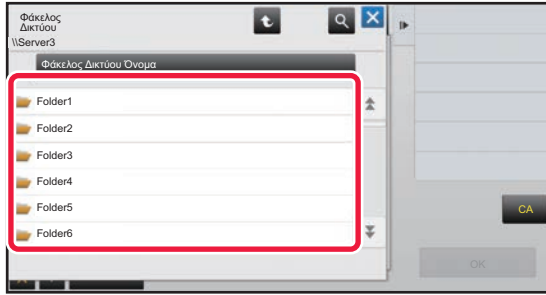 Φάκελος
Δικτύου
\\Server3
Φάκελος Δικτύου Όνομα
Folder1
Folder2
Folder3
Folder4
Folder5
Folder6
CA
OK